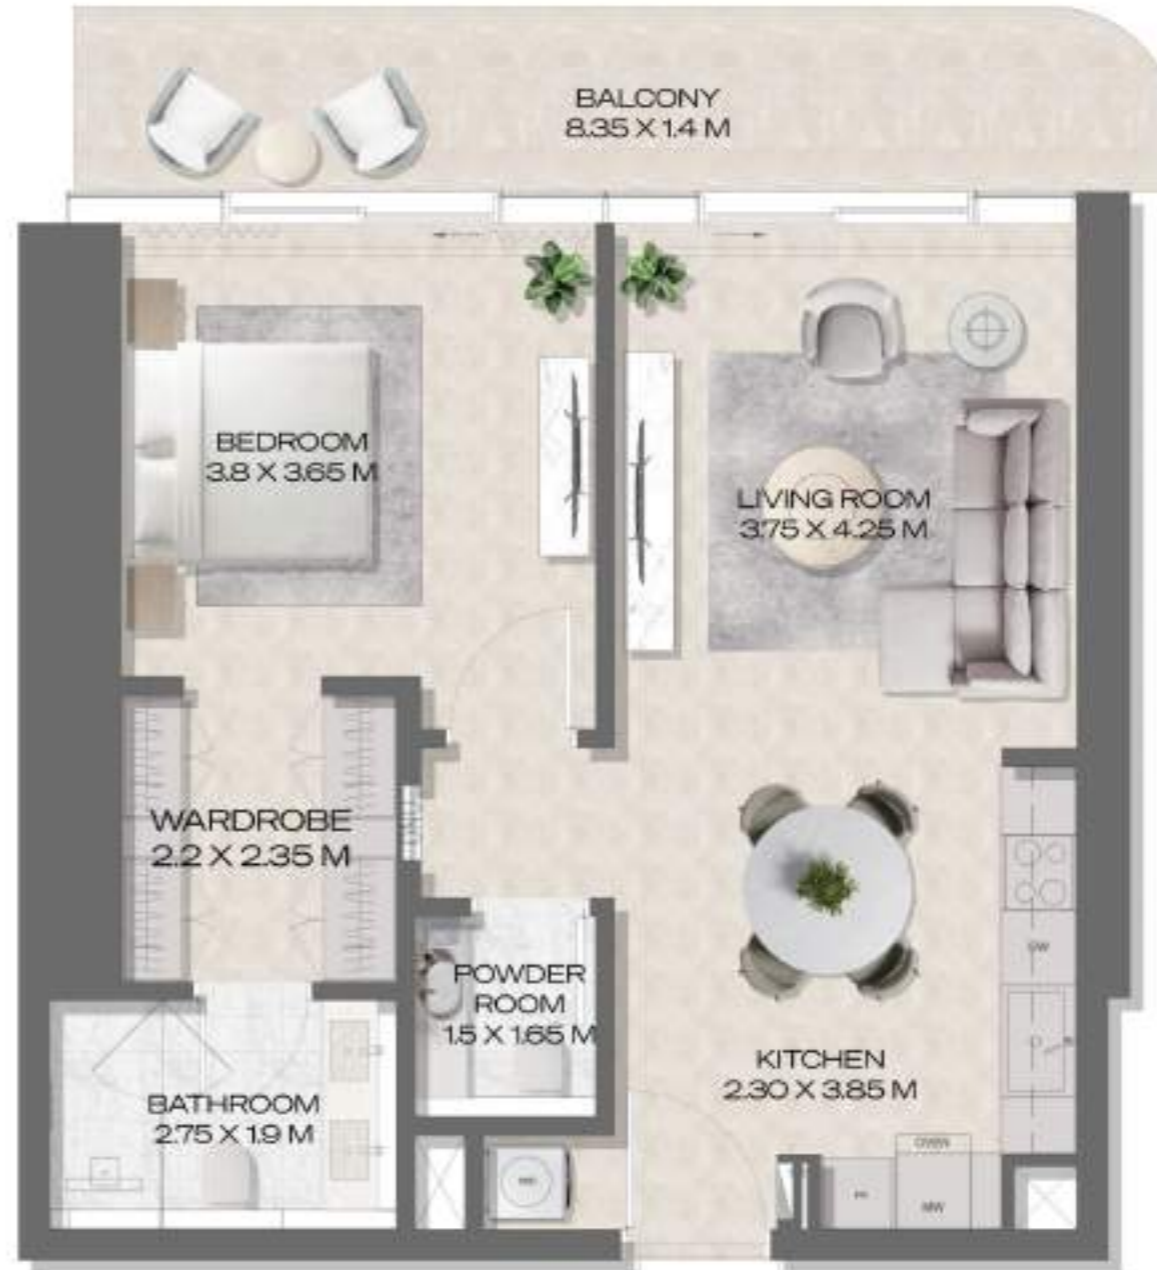 BALCONY
8.35 X 1.4 M
BEDROOM
3.8 X 3.65 M
LIVING ROOM
3.75 X 4.25 M
WARDROBE
2.2 X 2.35 M
DW
POWDER
ROOM
1.5 X 1.65 M
KITCHEN
2.30 X 3.85 M
BATHROOM
2.75 X 1.9 M
OVEN
MW